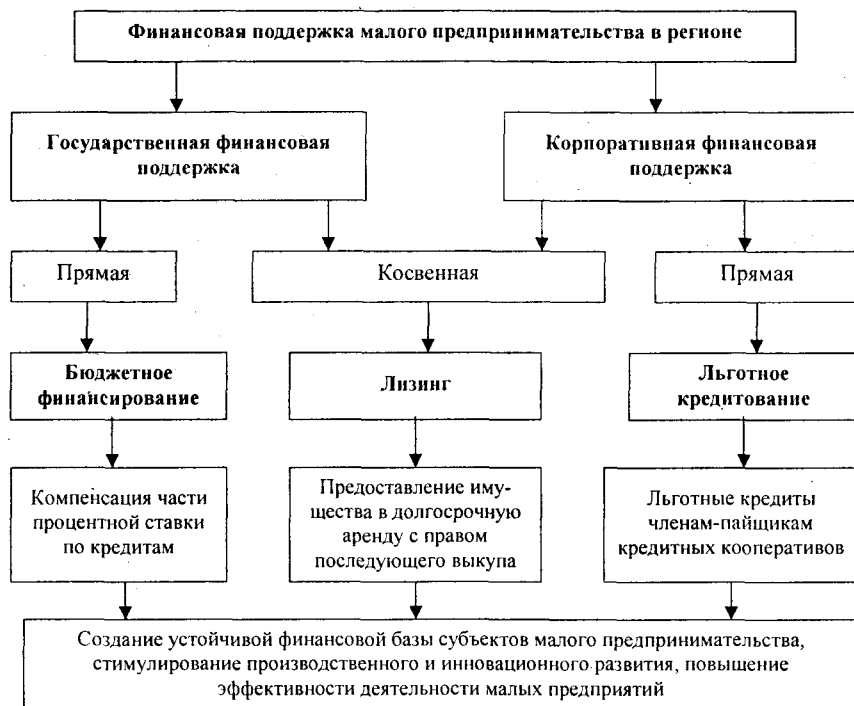 Финансовая поддержка малого предпринимательства в регионе
Государственная финансовая
поддержка
Корпоративная финансовая
поддержка
Прямая
Косвенная
Прямая
Бюджетное
финансирование
Лизинг
Льготное
кредитование
Компенсация части
процентной ставки
по кредитам
Предоставление иму-
щества в долгосрочную
аренду с правом
последующего выкупа
Льготные кредиты
членам-пайщикам
кредитных кооперативов
Создание устойчивой финансовой базы субъектов малого предпринимательства,
стимулирование производственного и инновационного развития, повышение
эффективности деятельности малых предприятий